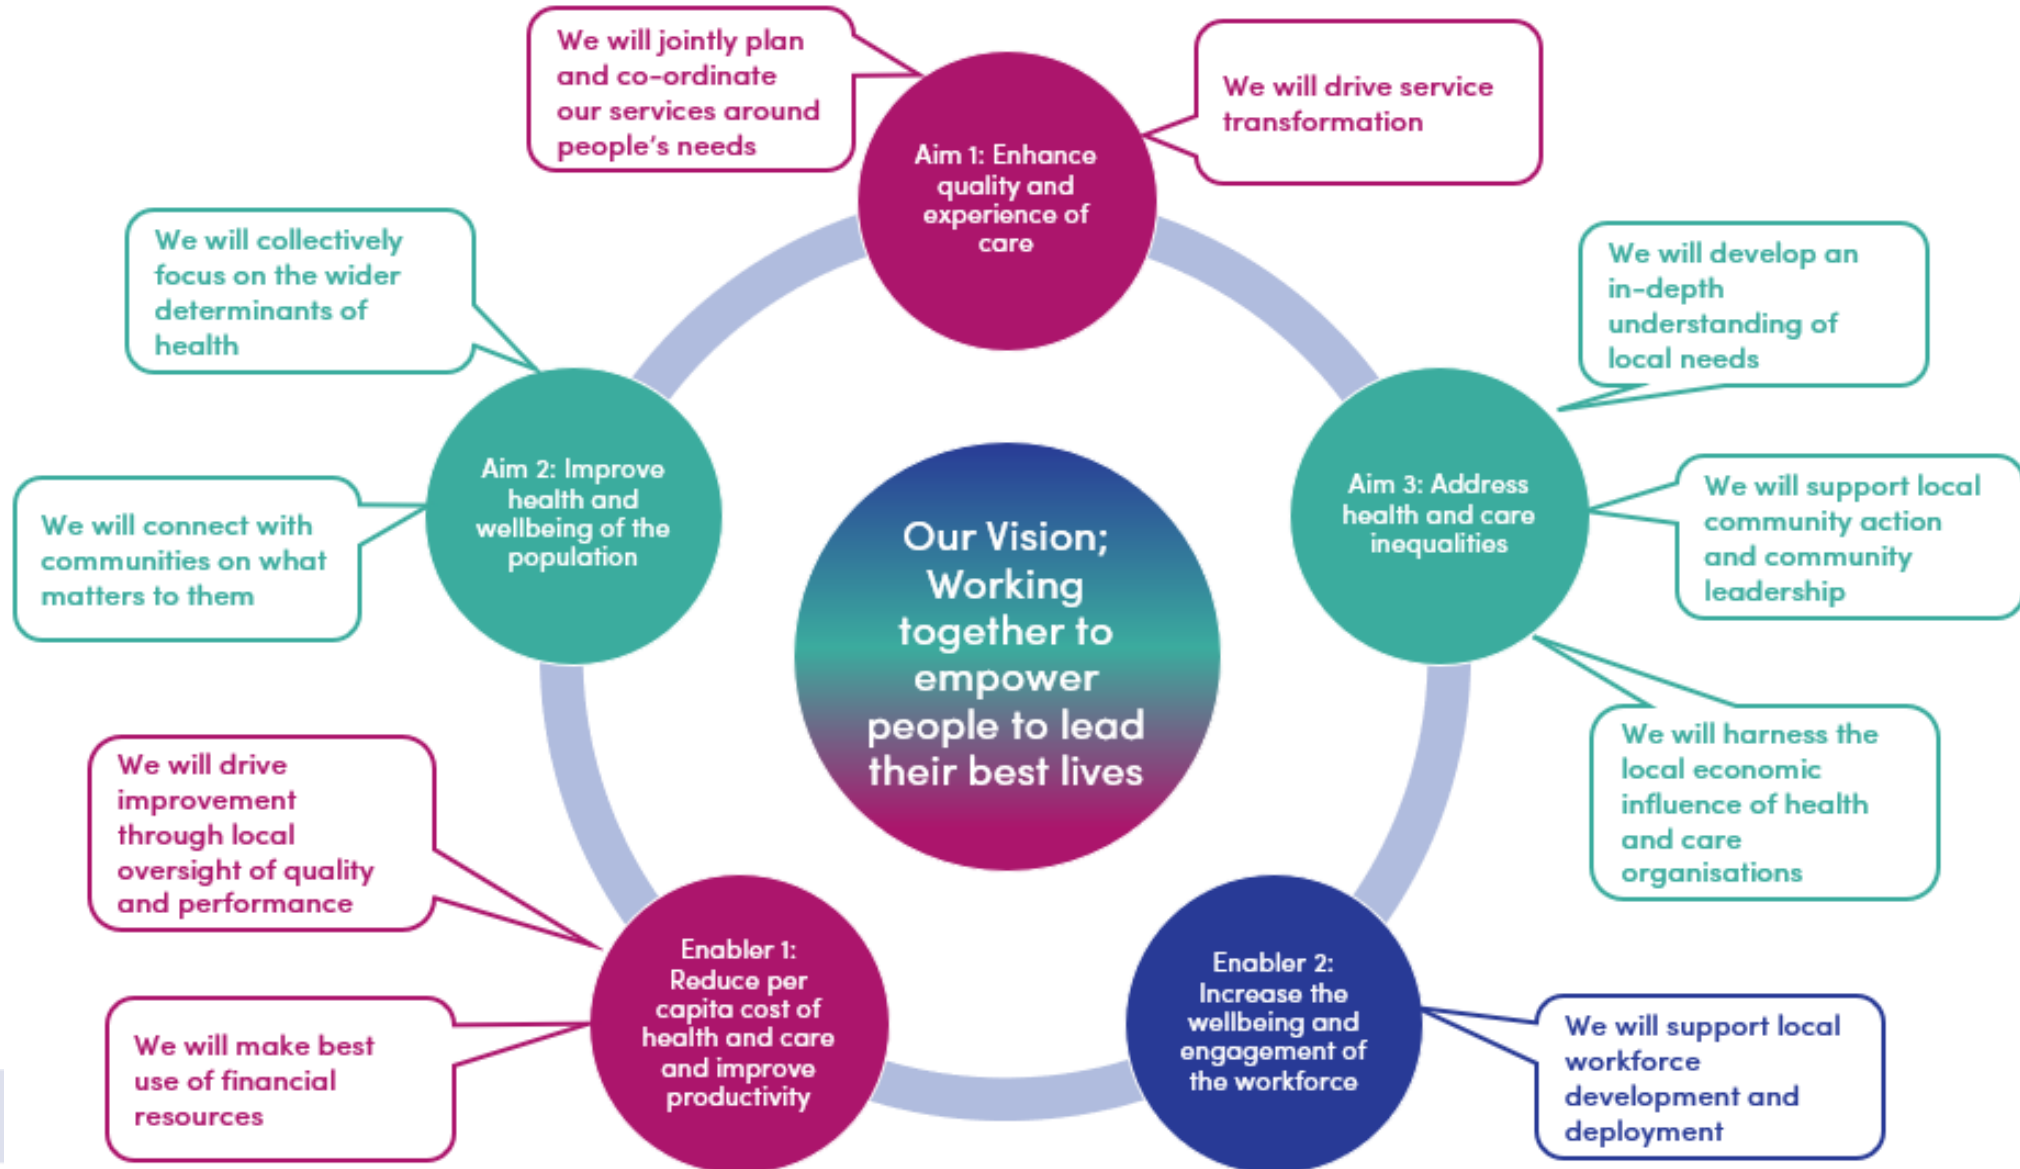 We will jointly plan
and co-ordinate
our services around
people's needs
We will drive service
transformation
Aim 1: Enhance
quality and
experience of
care
We will collectively
focus on the wider
determinants of
health
We will develop an
in-depth
understanding of
local needs
Aim 2: Improve
health and
wellbeing of the
population
We will connect with
communities on what
matters to them
Our Vision;
Working
together to
empower
people to lead
their best lives
Aim 3: Address
health and care
inequalities
We will support local
community action
and community
leadership
We will harness the
local economic
influence of health
and care
organisations
We will drive
improvement
through local
oversight of quality
and performance
Enabler 1:
Reduce per
capita cost of
health and care
and improve
productivity
We will make best
use of financial
resources
Enabler 2:
Increase the
wellbeing and
engagement of
the workforce
We will support local
workforce
development and
deployment